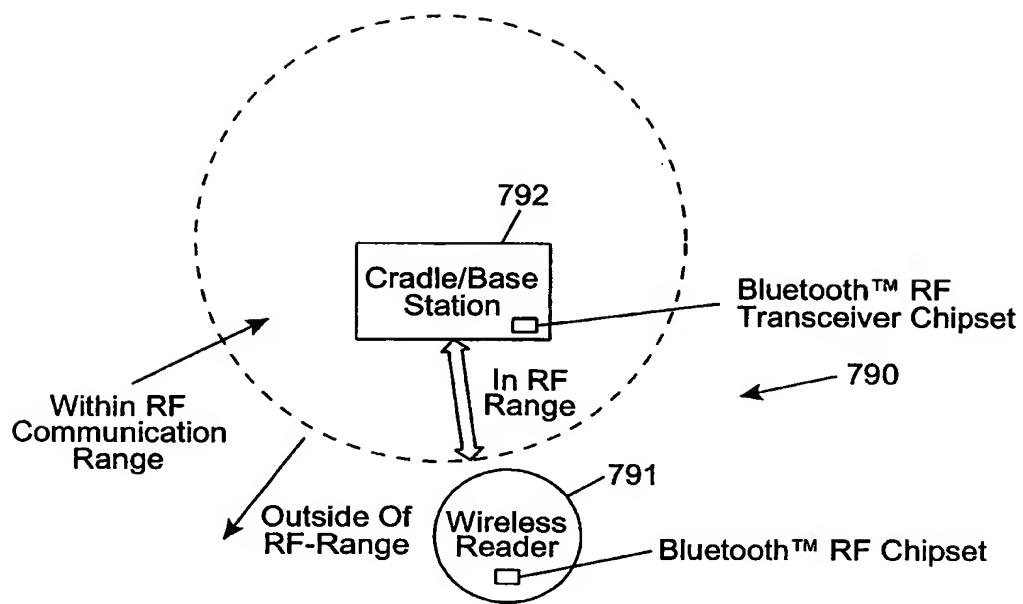 792
Cradle/Base
Station
Bluetooth™ RF
Transceiver Chipset
In RF
Range
790
Within RF
Communication
Range
791
Outside Of
RF-Range
Wireless
Reader
Bluetooth™ RF Chipset